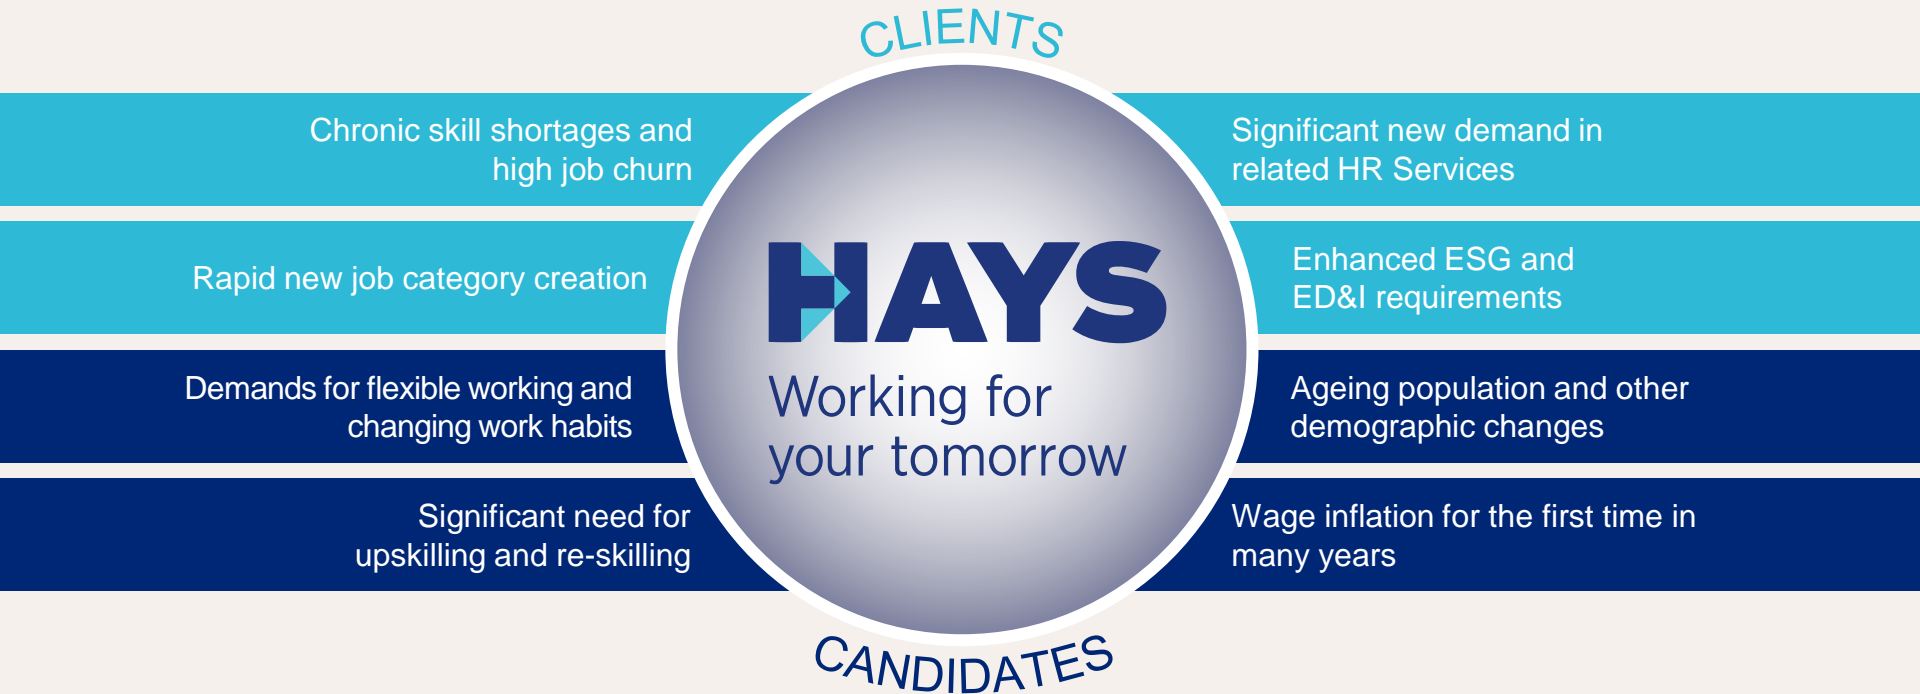 CLIENTS
Chronic skill shortages and
high job churn
Significant new demand in
related HR Services
Rapid new job category creation
Enhanced ESG and
ED&I requirements
HAYS
Working for
your tomorrow
Demands for flexible working and
changing work habits
Ageing population and other
demographic changes
Significant need for
upskilling and re-skilling
Wage inflation for the first time in
many years
CANDIDATES